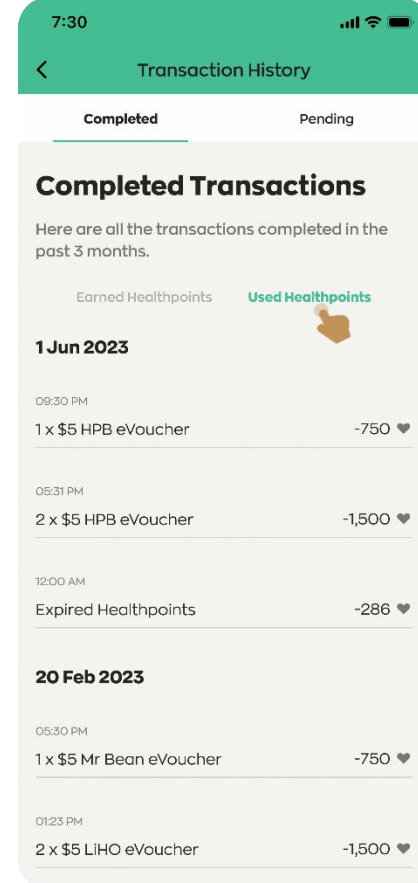 7:30
Transaction History
Completed Pending
Completed Transactions
Here are all the transactions completed in the
past 3 months.
Earned Healthpoints Used Healthpoints
1 Jun 2023
09:30 PM
1 x $5 HPB eVoucher -750
05:31 PM
2 x $5 HPB eVoucher -1,500
12:00 AM
Expired Healthpoints -286
20 Feb 2023
05:30 PM
1 x $5 Mr Bean eVoucher -750
01:23 PM
2 x $5 LiHO eVoucher -1,500